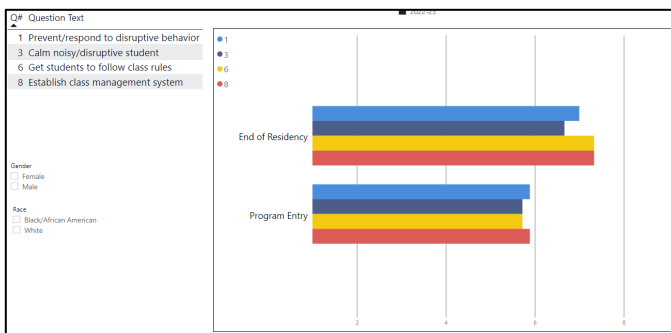 2022-23
Q# Question Text
1 Prevent/respond to disruptive behavior
3 Calm noisy/disruptive student
6 Get students to follow class rules
8 Establish class management system
Gender
Female
Male
Race
Black/African American
White
1
3
6
8
End of Residency
Program Entry
2
4
6
8